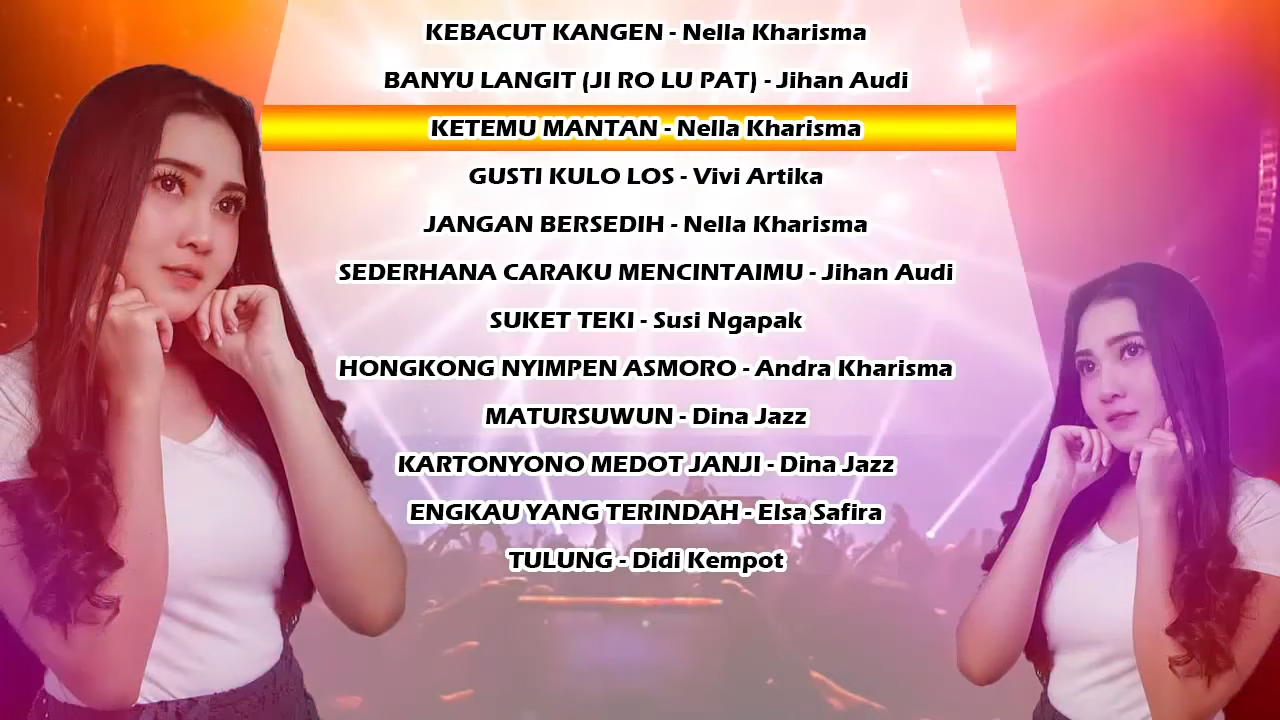 KEBACUT KANGEN - Nella Kharisma
BANYU LANGIT (JI RO LU PAT) - Jihan Audi
KETEMU MANTAN - Nella Kharisma
GUSTI KULO LOS - Vivi Artika
JANGAN BERSEDIH - Nella Kharisma
SEDERHANA CARAKU MENCINTAIMU - Jihan Audi
SUKET TEKI - Susi Ngapak
HONGKONG NYIMPEN ASMORO - Andra Kharisma
MATURSUWUN - Dina Jazz
KARTONYONO MEDOT JANJI - Dina Jazz
ENGKAU YANG TERINDAH - Elsa Safira
TULUNG - Didi Kempot